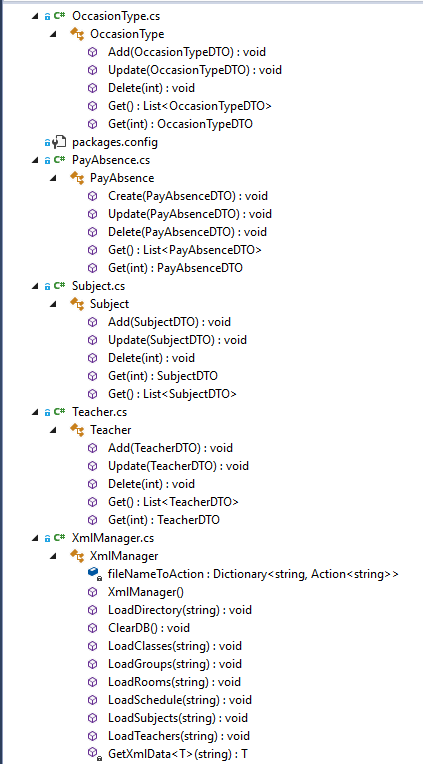 C# OccasionType.cs
OccasionType
Add(OccasionTypeDTO) : void
Update(OccasionTypeDTO) : void
Delete(int) : void
Get() : List<OccasionTypeDTO>
Get(int) : OccasionTypeDTO
packages.config
C# PayAbsence.cs
PayAbsence
Create(PayAbsenceDTO) : void
Update(PayAbsenceDTO) : void
Delete(PayAbsenceDTO) : void
Get() : List<PayAbsenceDTO>
Get(int) : PayAbsenceDTO
C# Subject.cs
Subject
Add(SubjectDTO) : void
Update(SubjectDTO) : void
Delete(int) : void
Get(int) : SubjectDTO
Get() : List<SubjectDTO>
C# Teacher.cs
Teacher
Add(TeacherDTO) : void
Update(TeacherDTO) : void
Delete(int) : void
Get() : List<TeacherDTO>
Get(int) : TeacherDTO
C# XmlManager.cs
XmlManager
fileNameToAction : Dictionary<string, Action<string>>
XmlManager()
LoadDirectory(string) : void
ClearDB() : void
LoadClasses(string) : void
LoadGroups(string) : void
LoadRooms(string) : void
LoadSchedule(string) : void
LoadSubjects(string) : void
LoadTeachers(string) : void
GetXmlData<T>(string) : T